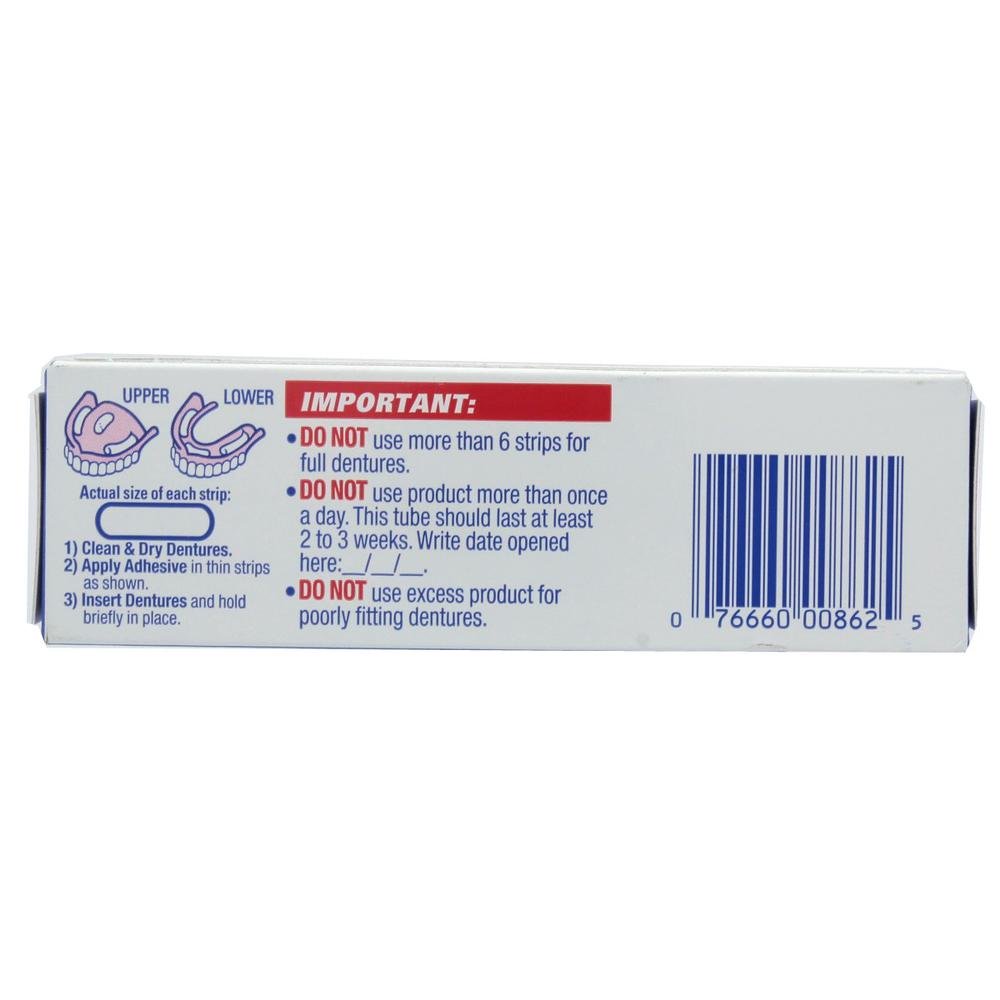 UPPER
LOWER
Actual size of each strip:
1) Clean & Dry Dentures.
2) Apply Adhesive in thin strips
as shown.
3) Insert Dentures and hold
briefly in place.
IMPORTANT:
• DO NOT use more than 6 strips for
full dentures.
• DO NOT use product more than once
a day. This tube should last at least
2 to 3 weeks. Write date opened
here:__/__/__.
• DO NOT use excess product for
poorly fitting dentures.
0 76660 00862 5